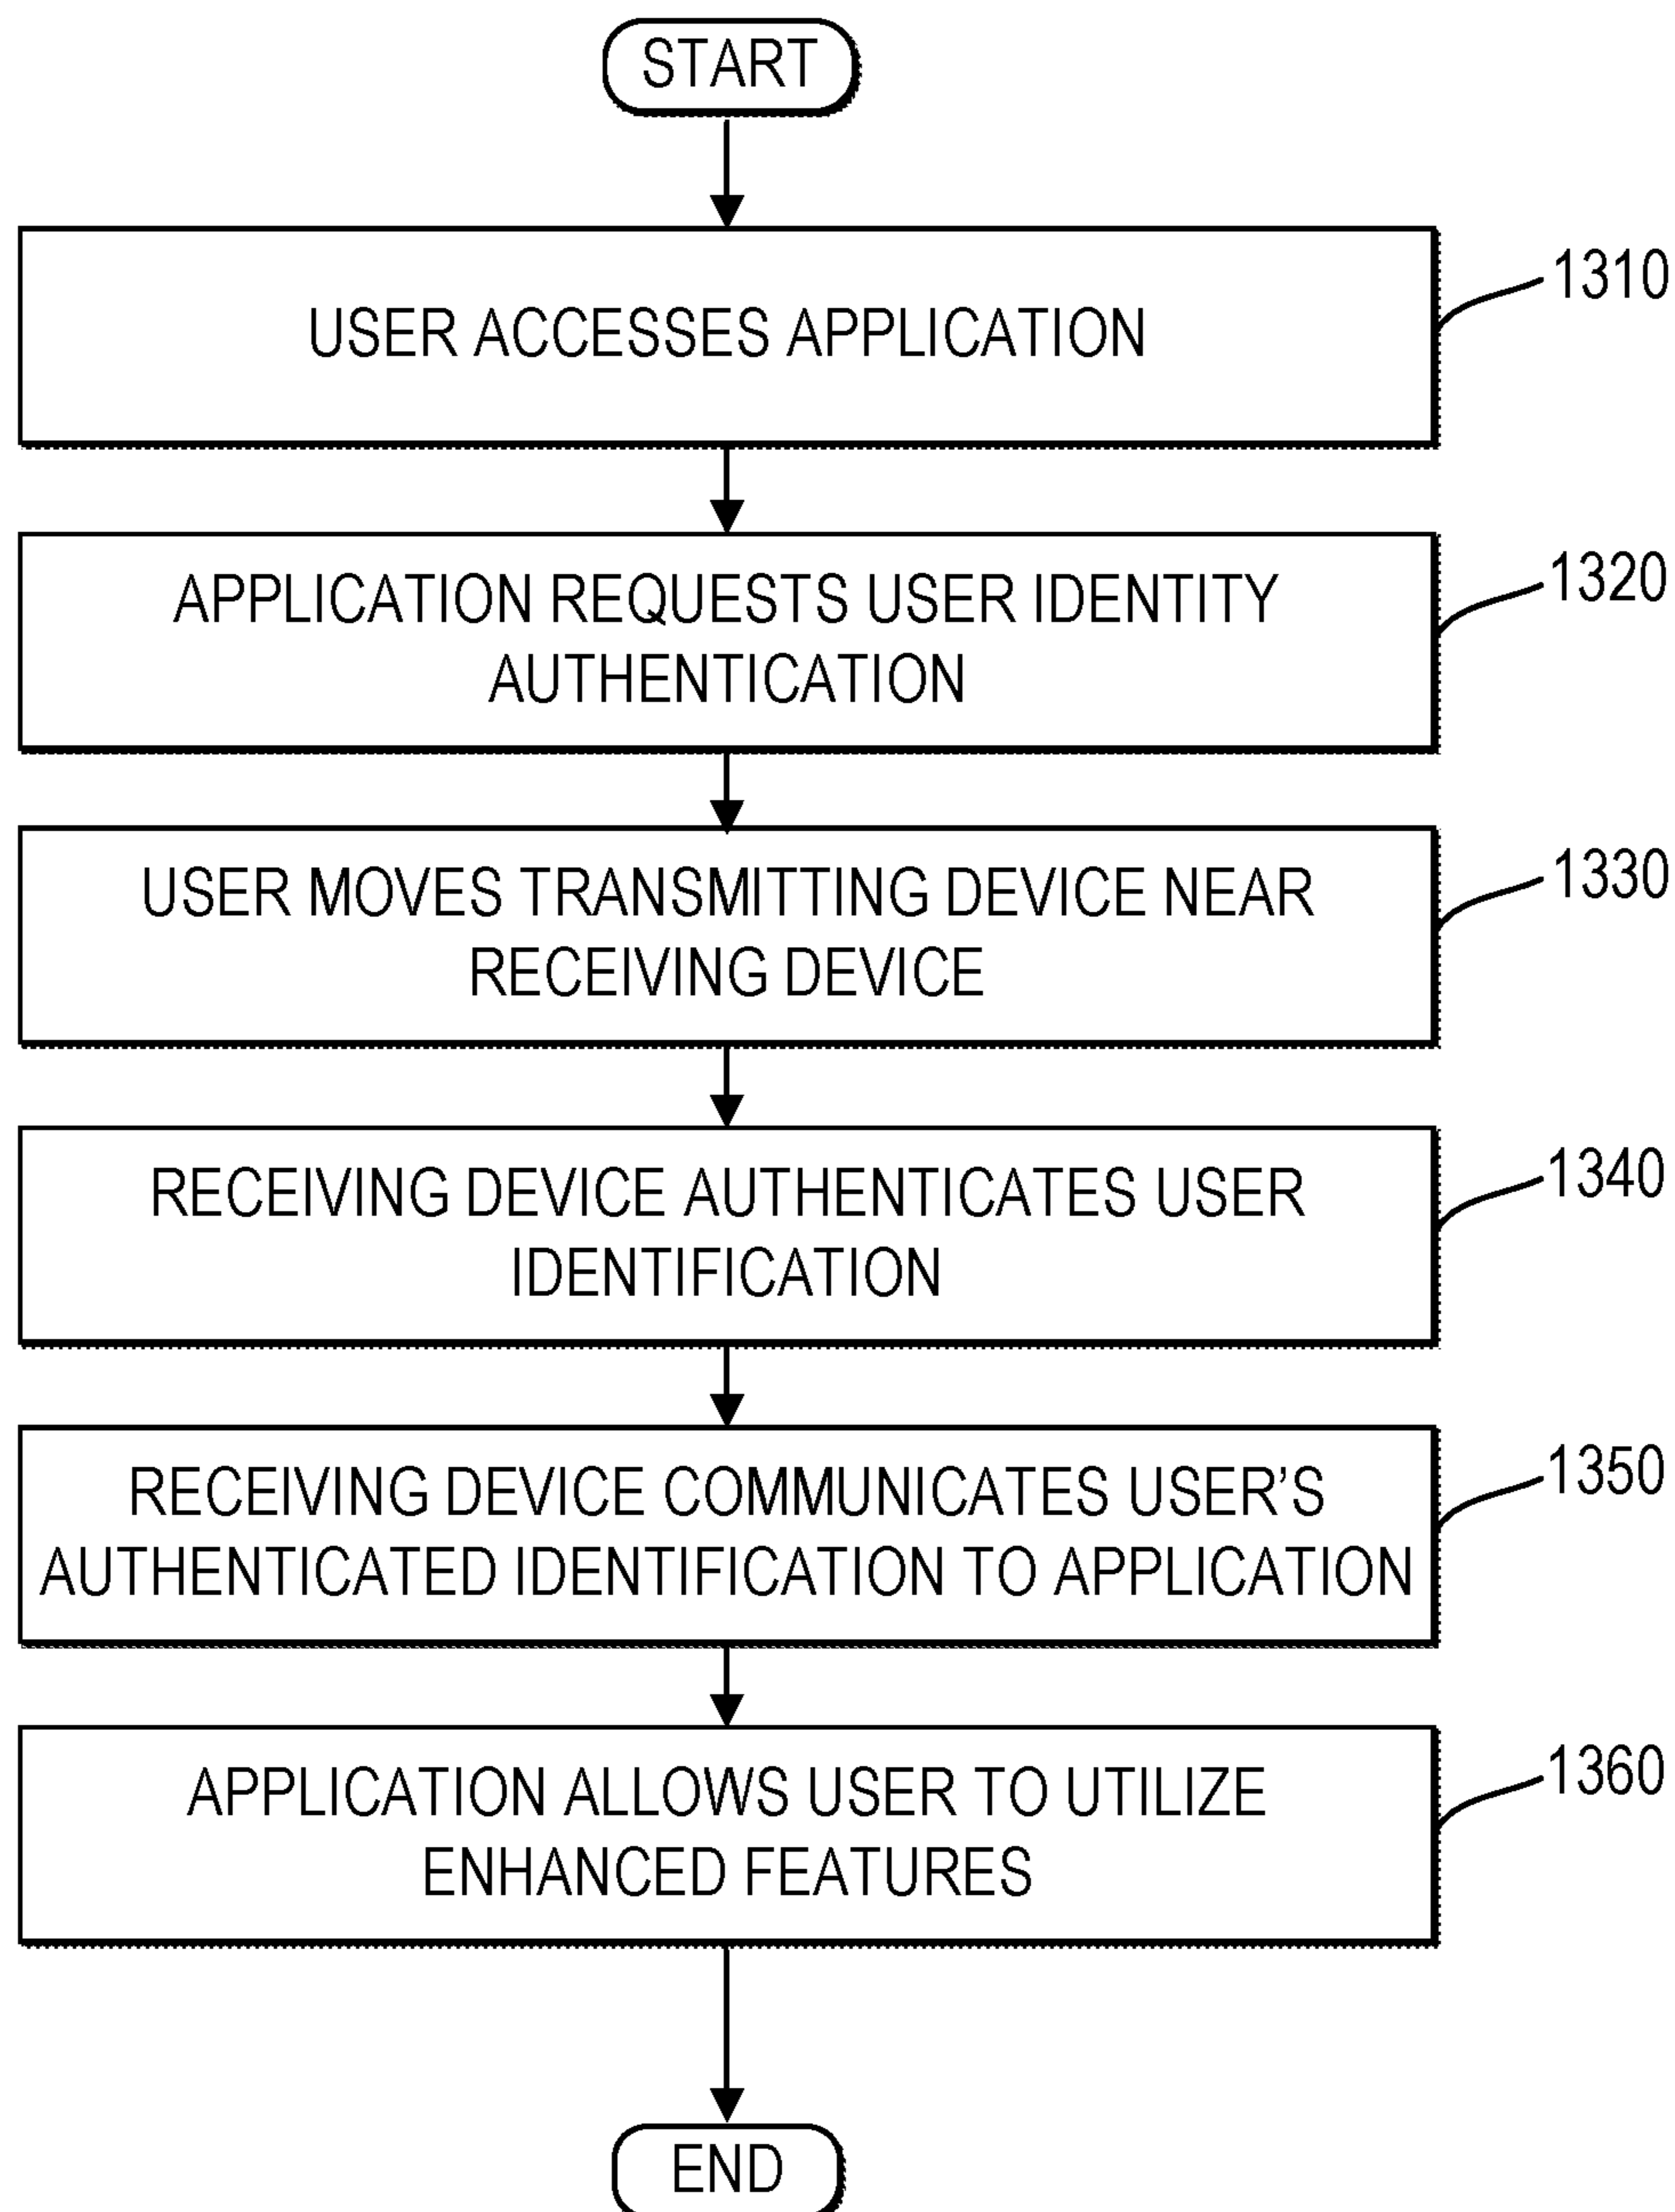 START
USER ACCESSES APPLICATION
1310
APPLICATION REQUESTS USER IDENTITY
AUTHENTICATION
1320
USER MOVES TRANSMITTING DEVICE NEAR
RECEIVING DEVICE
1330
RECEIVING DEVICE AUTHENTICATES USER
IDENTIFICATION
1340
RECEIVING DEVICE COMMUNICATES USER’S
AUTHENTICATED IDENTIFICATION TO APPLICATION
1350
APPLICATION ALLOWS USER TO UTILIZE
ENHANCED FEATURES
1360
END